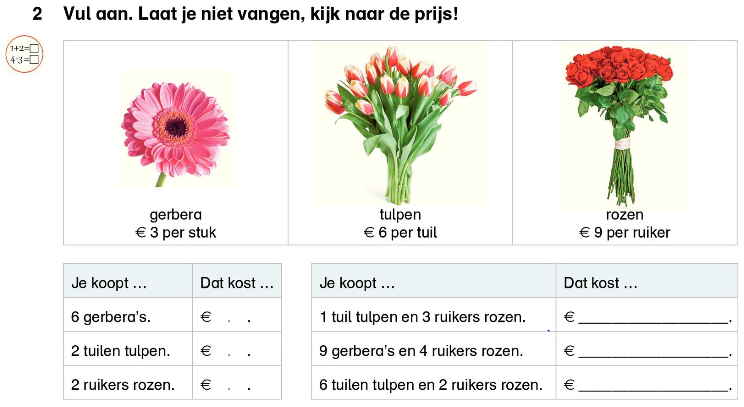 2 Vul aan. Laat je niet vangen, kijk naar de prijs!
1+2=□
4-3=□
gerbera
€ 3 per stuk
tulpen
€ 6 per tuil
rozen
€ 9 per ruiker
Je koopt ... Dat kost ...
6 gerbera's. € . .
2 tuilen tulpen. € . .
2 ruikers rozen. € . .
Je koopt ... Dat kost ...
1 tuil tulpen en 3 ruikers rozen. € ____________________.
9 gerbera's en 4 ruikers rozen. € ____________________.
6 tuilen tulpen en 2 ruikers rozen. € ____________________.